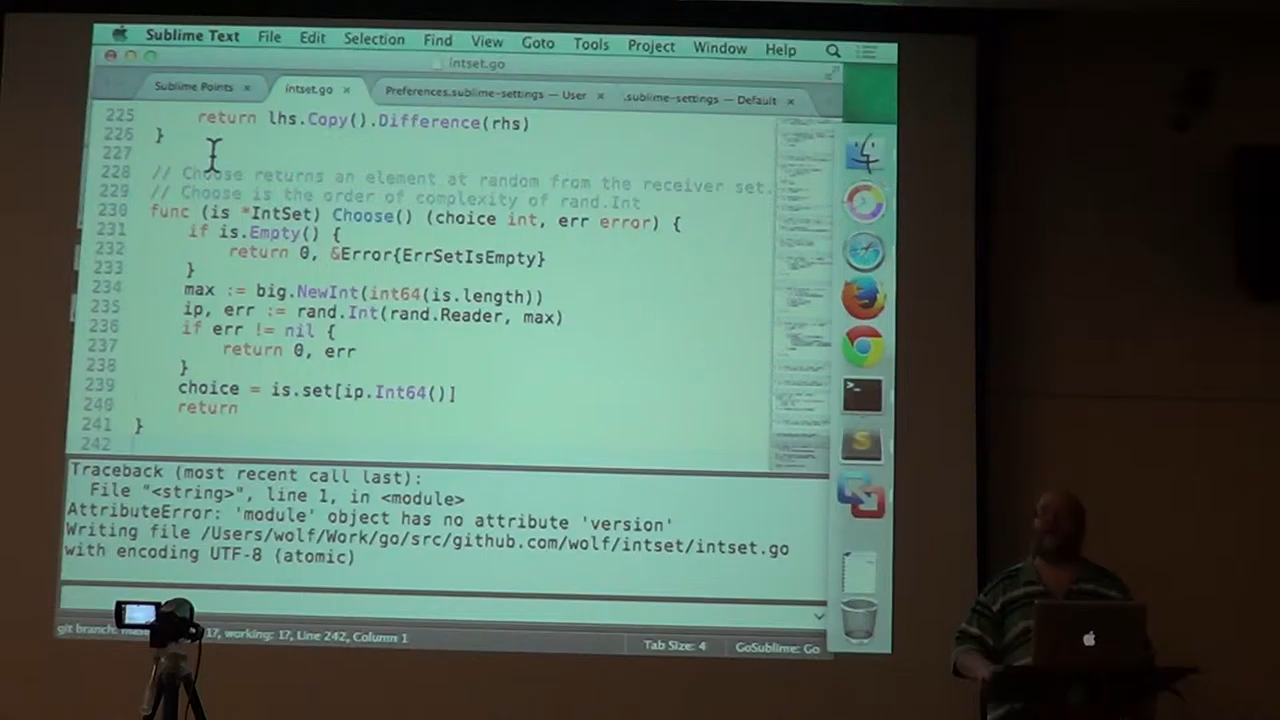 Sublime Text File Edit Selection Find View Goto Tools Project Window Help
intset.go
Sublime Points × intset.go × Preferences.sublime-settings — User × .sublime-settings — Default ×
225 return lhs.Copy().Difference(rhs)
226 }
227
228 // Choose returns an element at random from the receiver set.
229 // Choose is the order of complexity of rand.Int
230 func (is *IntSet) Choose() (choice int, err error) {
231 if is.Empty() {
232 return 0, &Error{ErrSetIsEmpty}
233 }
234 max := big.NewInt(int64(is.length))
235 ip, err := rand.Int(rand.Reader, max)
236 if err != nil {
237 return 0, err
238 }
239 choice = is.set[ip.Int64()]
240 return
241 }
242
Traceback (most recent call last):
File "<string>", line 1, in <module>
AttributeError: 'module' object has no attribute 'version'
Writing file /Users/wolf/Work/go/src/github.com/wolf/intset/intset.go
with encoding UTF-8 (atomic)
git branch: 17, working: 17, Line 242, Column 1 Tab Size: 4 GoSublime: Go